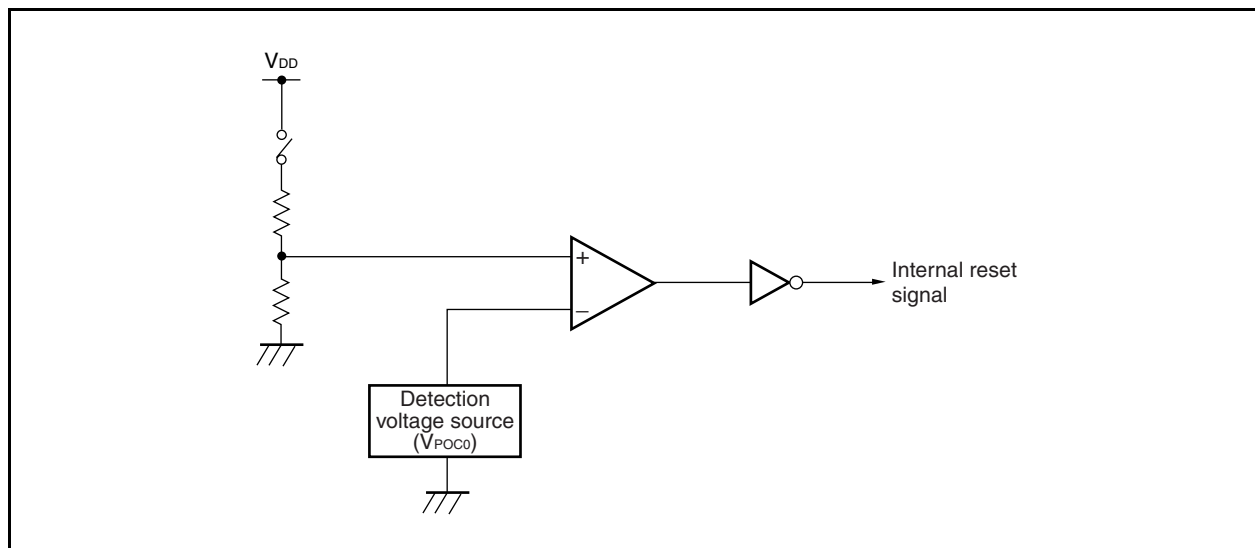 VDD
+
Internal reset
signal
–
Detection
voltage source
(VPOC0)